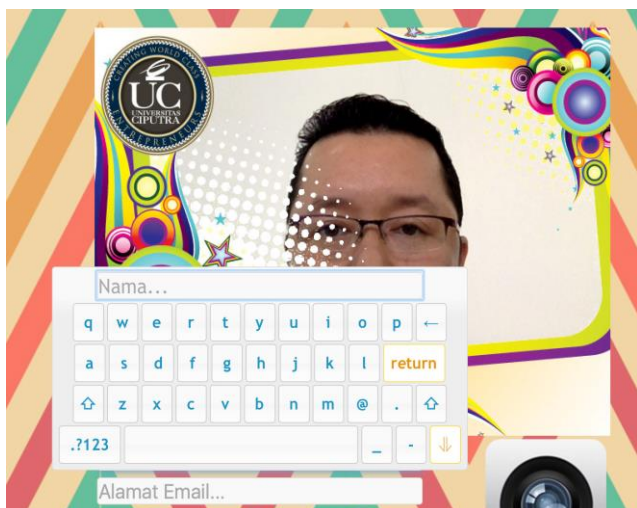 CREATING WORLD CLASS
UC
UNIVERSITAS
CIPUTRA
ENTREPRENEURS
Nama...
q w e r t y u i o p ←
a s d f g h j k l return
⇧ z x c v b n m @ . ⇧
.?123 _ - ⇓
Alamat Email...